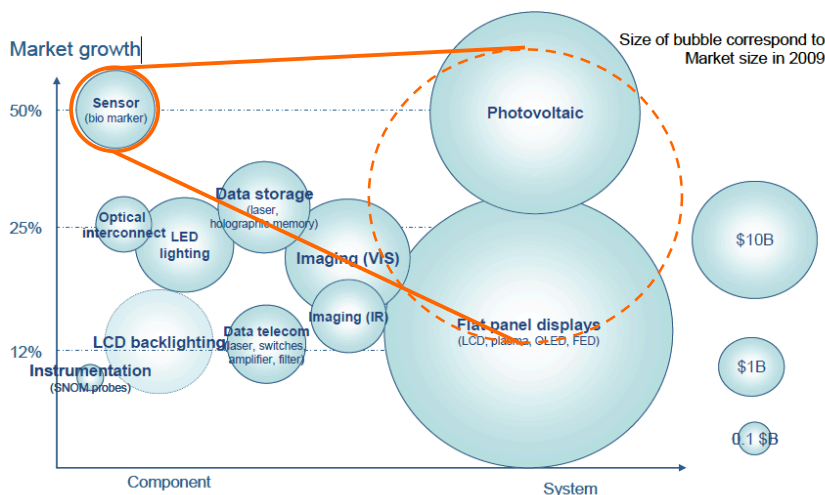 Market growth
Size of bubble correspond to
Market size in 2009
50%
Sensor
(bio marker)
Photovoltaic
Data storage
(laser,
holographic memory)
Optical
interconnect
25%
LED
lighting
Imaging (VIS)
$10B
Imaging (IR)
Flat panel displays
(LCD, plasma, OLED, FED)
LCD backlighting
Data telecom
(laser, switches,
amplifier, filter)
12%
Instrumentation
(SNOM probes)
$1B
0.1 $B
Component
System